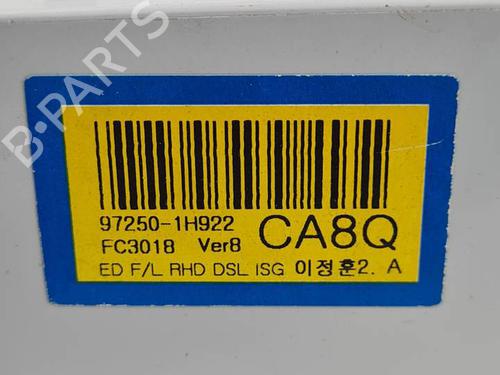 B-PARTS
97250-1H922
FC3018 Ver8 CA8Q
ED F/L RHD DSL ISG 이정훈2. A